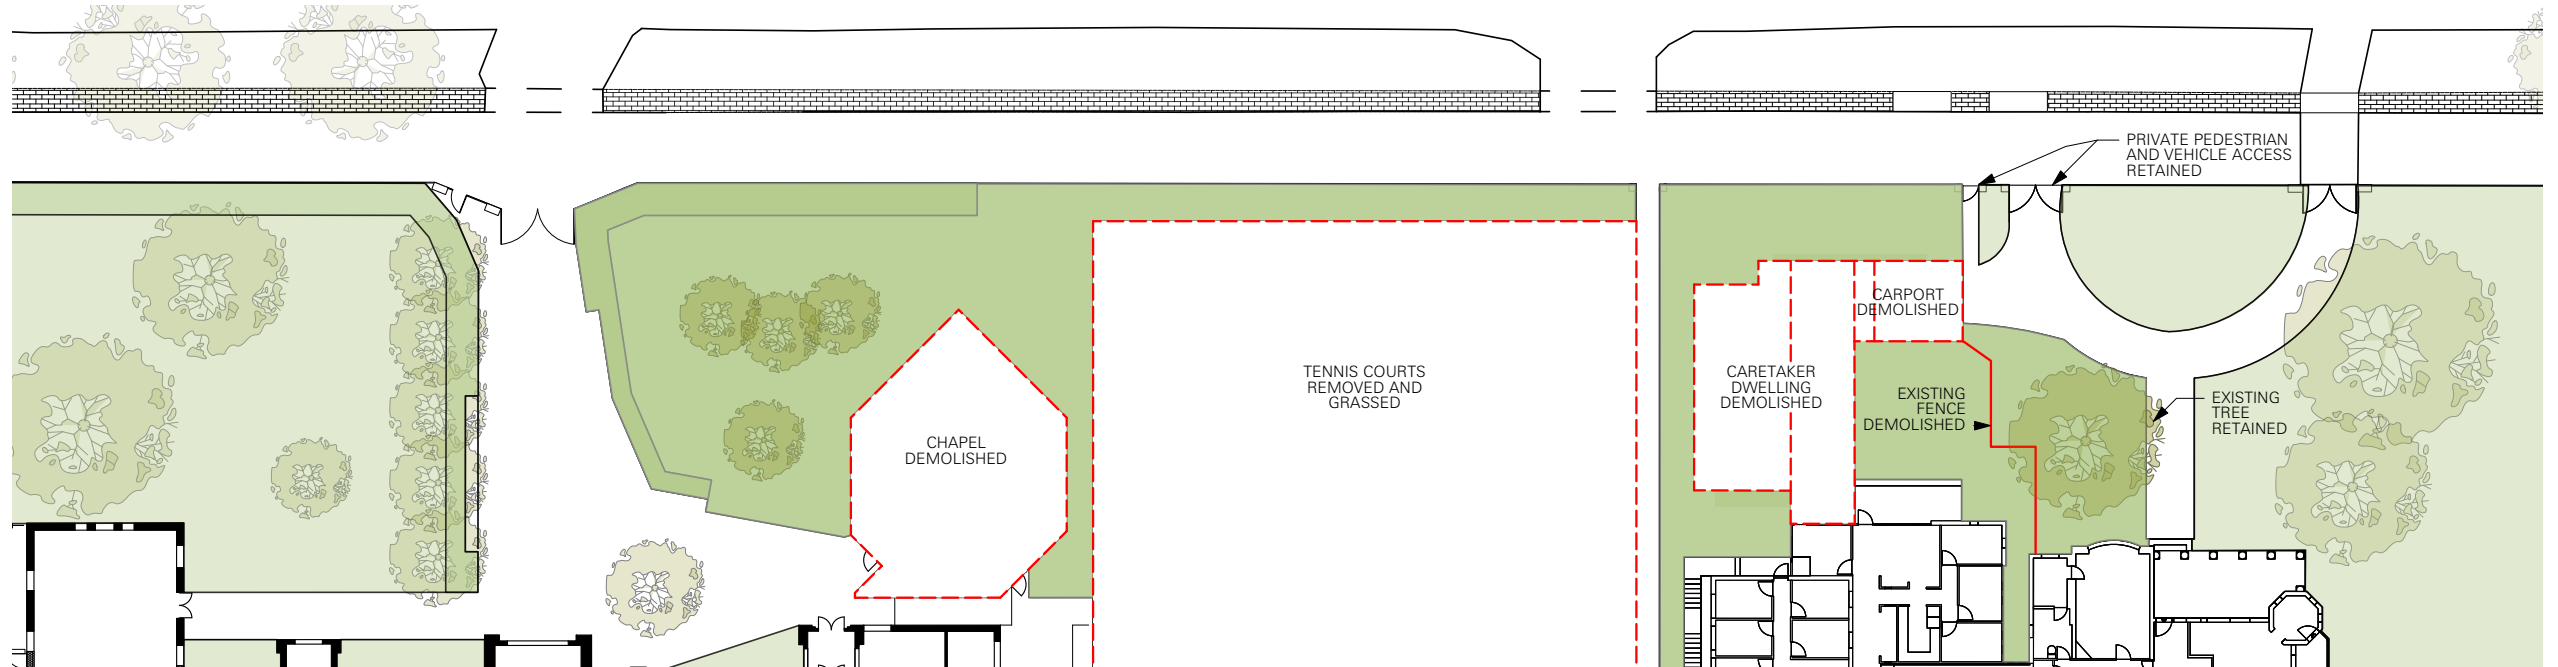 PRIVATE PEDESTRIAN
AND VEHICLE ACCESS
RETAINED
CARPORT
DEMOLISHED
TENNIS COURTS
REMOVED AND
GRASSED
CARETAKER
DWELLING
DEMOLISHED
EXISTING
FENCE
DEMOLISHED
EXISTING
TREE
RETAINED
CHAPEL
DEMOLISHED